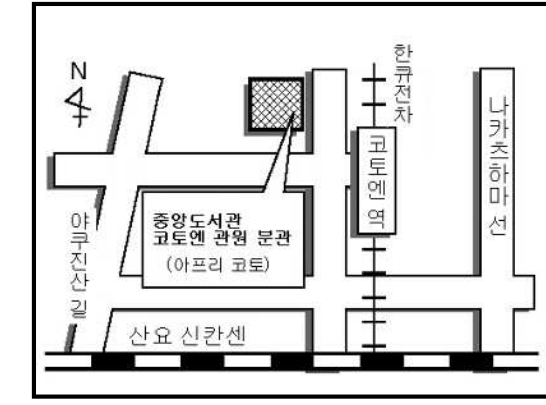 N
한큐전차
코토엔 역
나카츠하마 선
야쿠진산 길
중앙도서관
코토엔 관원 분관
(아프리 코토)
산요 신칸센